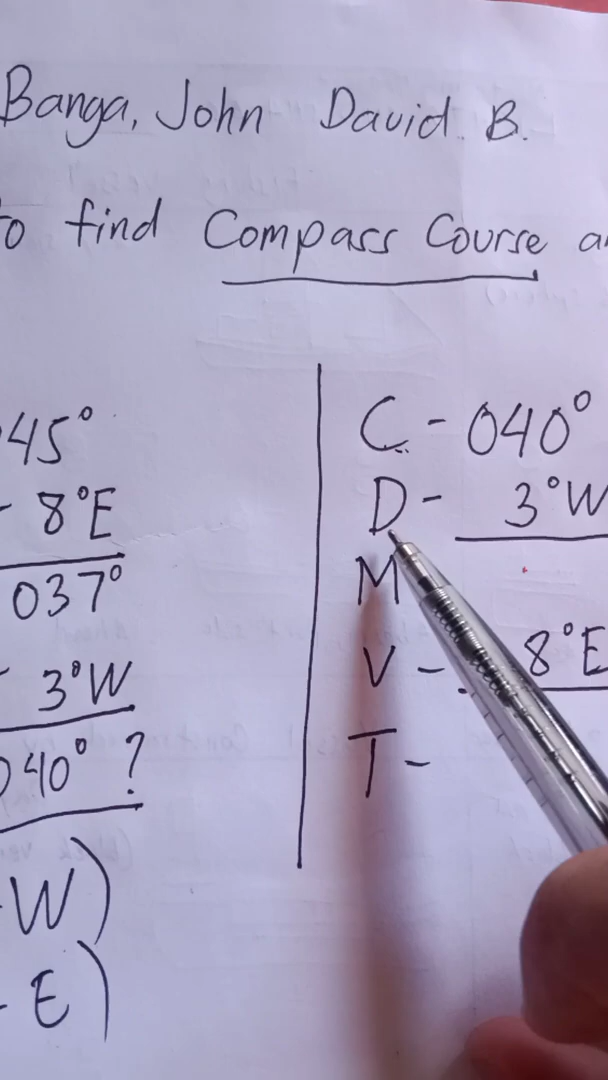 Banga, John David B.
to find Compass Course
45°
- 8°E
037°
- 3°W
040° ?
-W)
- E)
C - 040°
D - 3°W
M
V - 8°E
T -